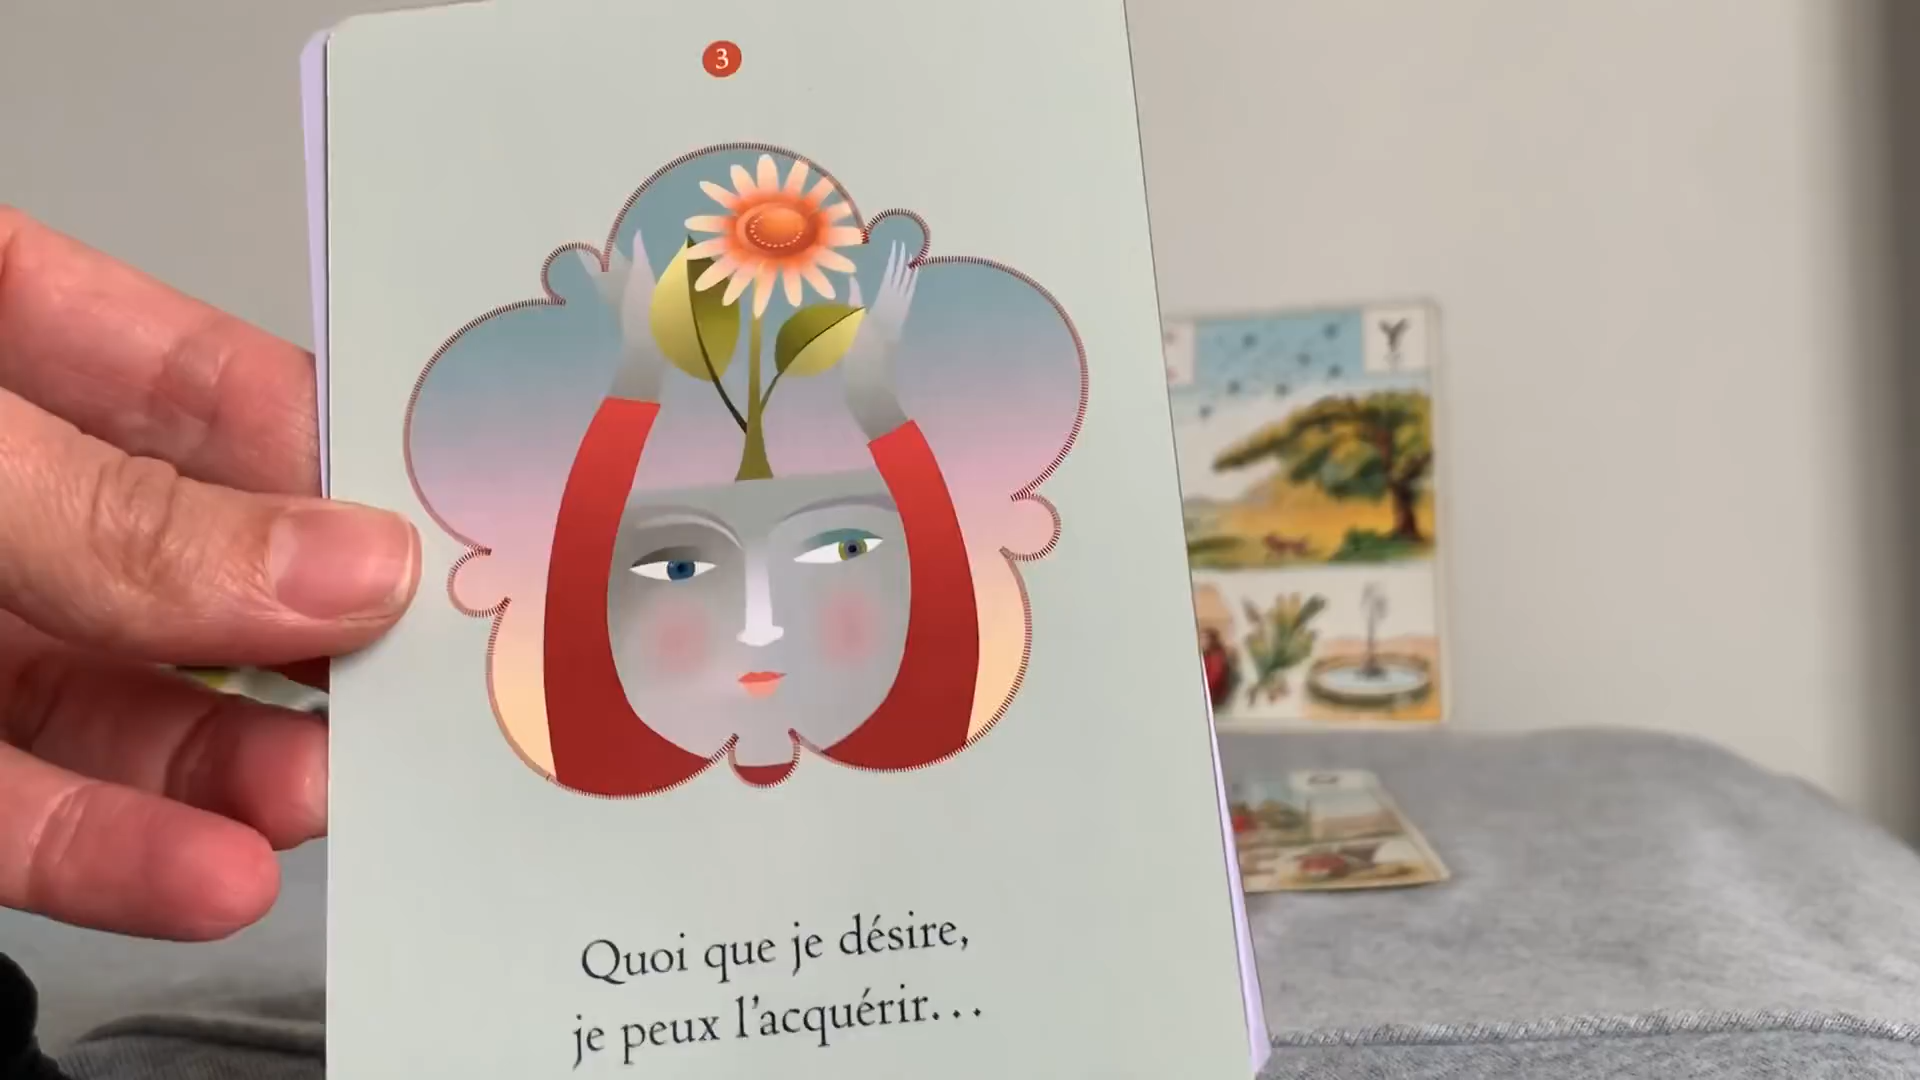 3
Quoi que je désire,
je peux l'acquérir...